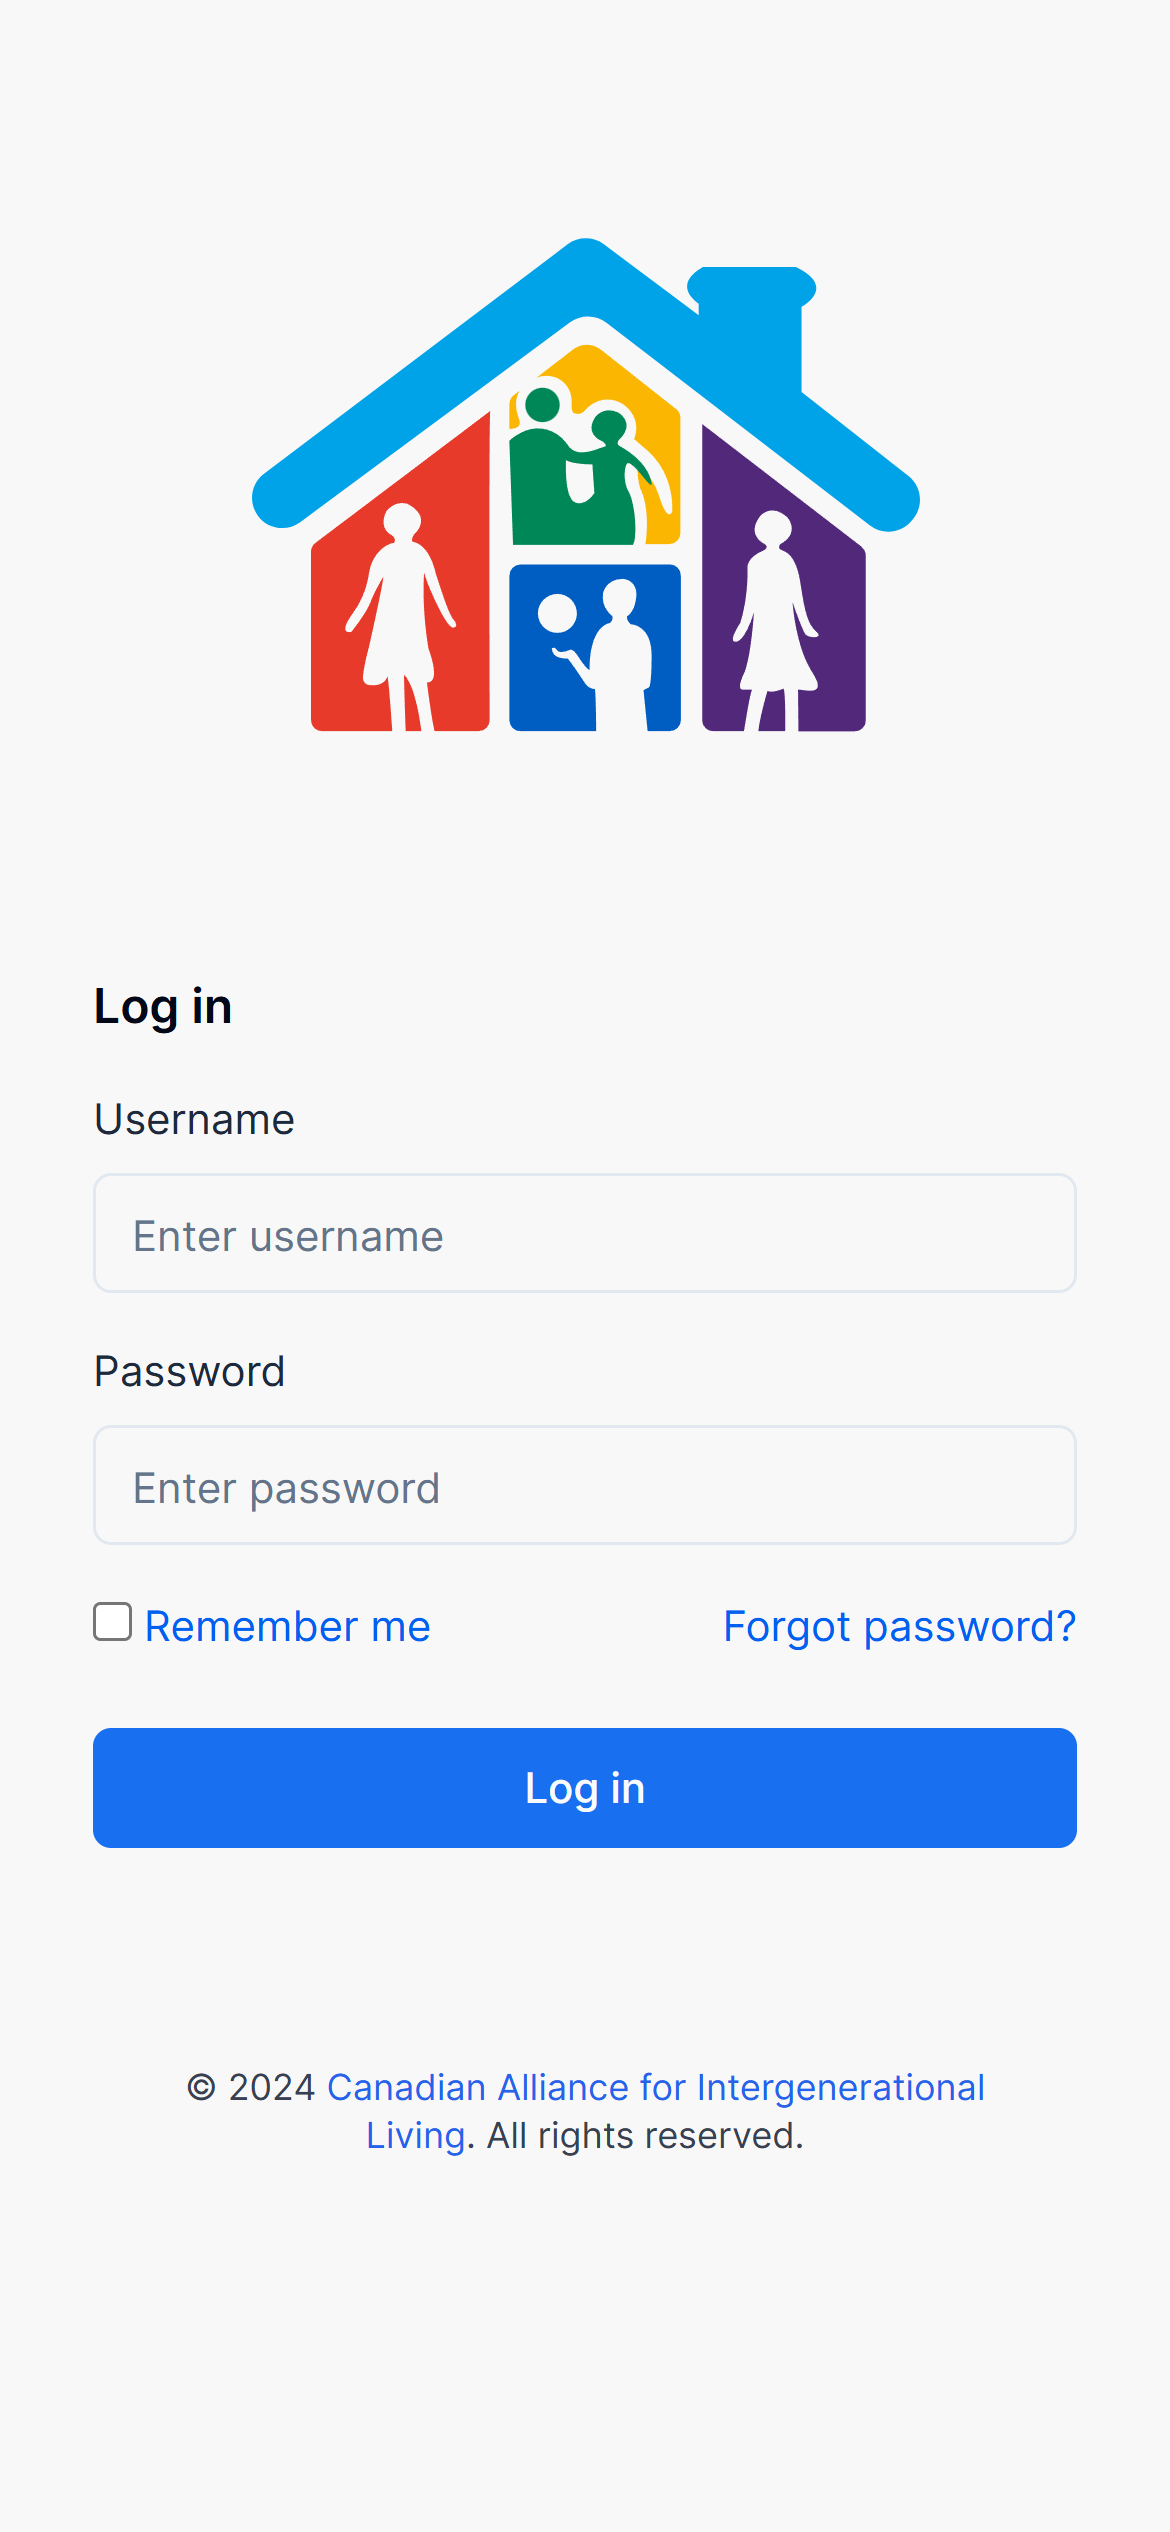 Log in
Username
Enter username
Password
Enter password
Remember me
Forgot password?
Log in
© 2024 Canadian Alliance for Intergenerational
Living. All rights reserved.